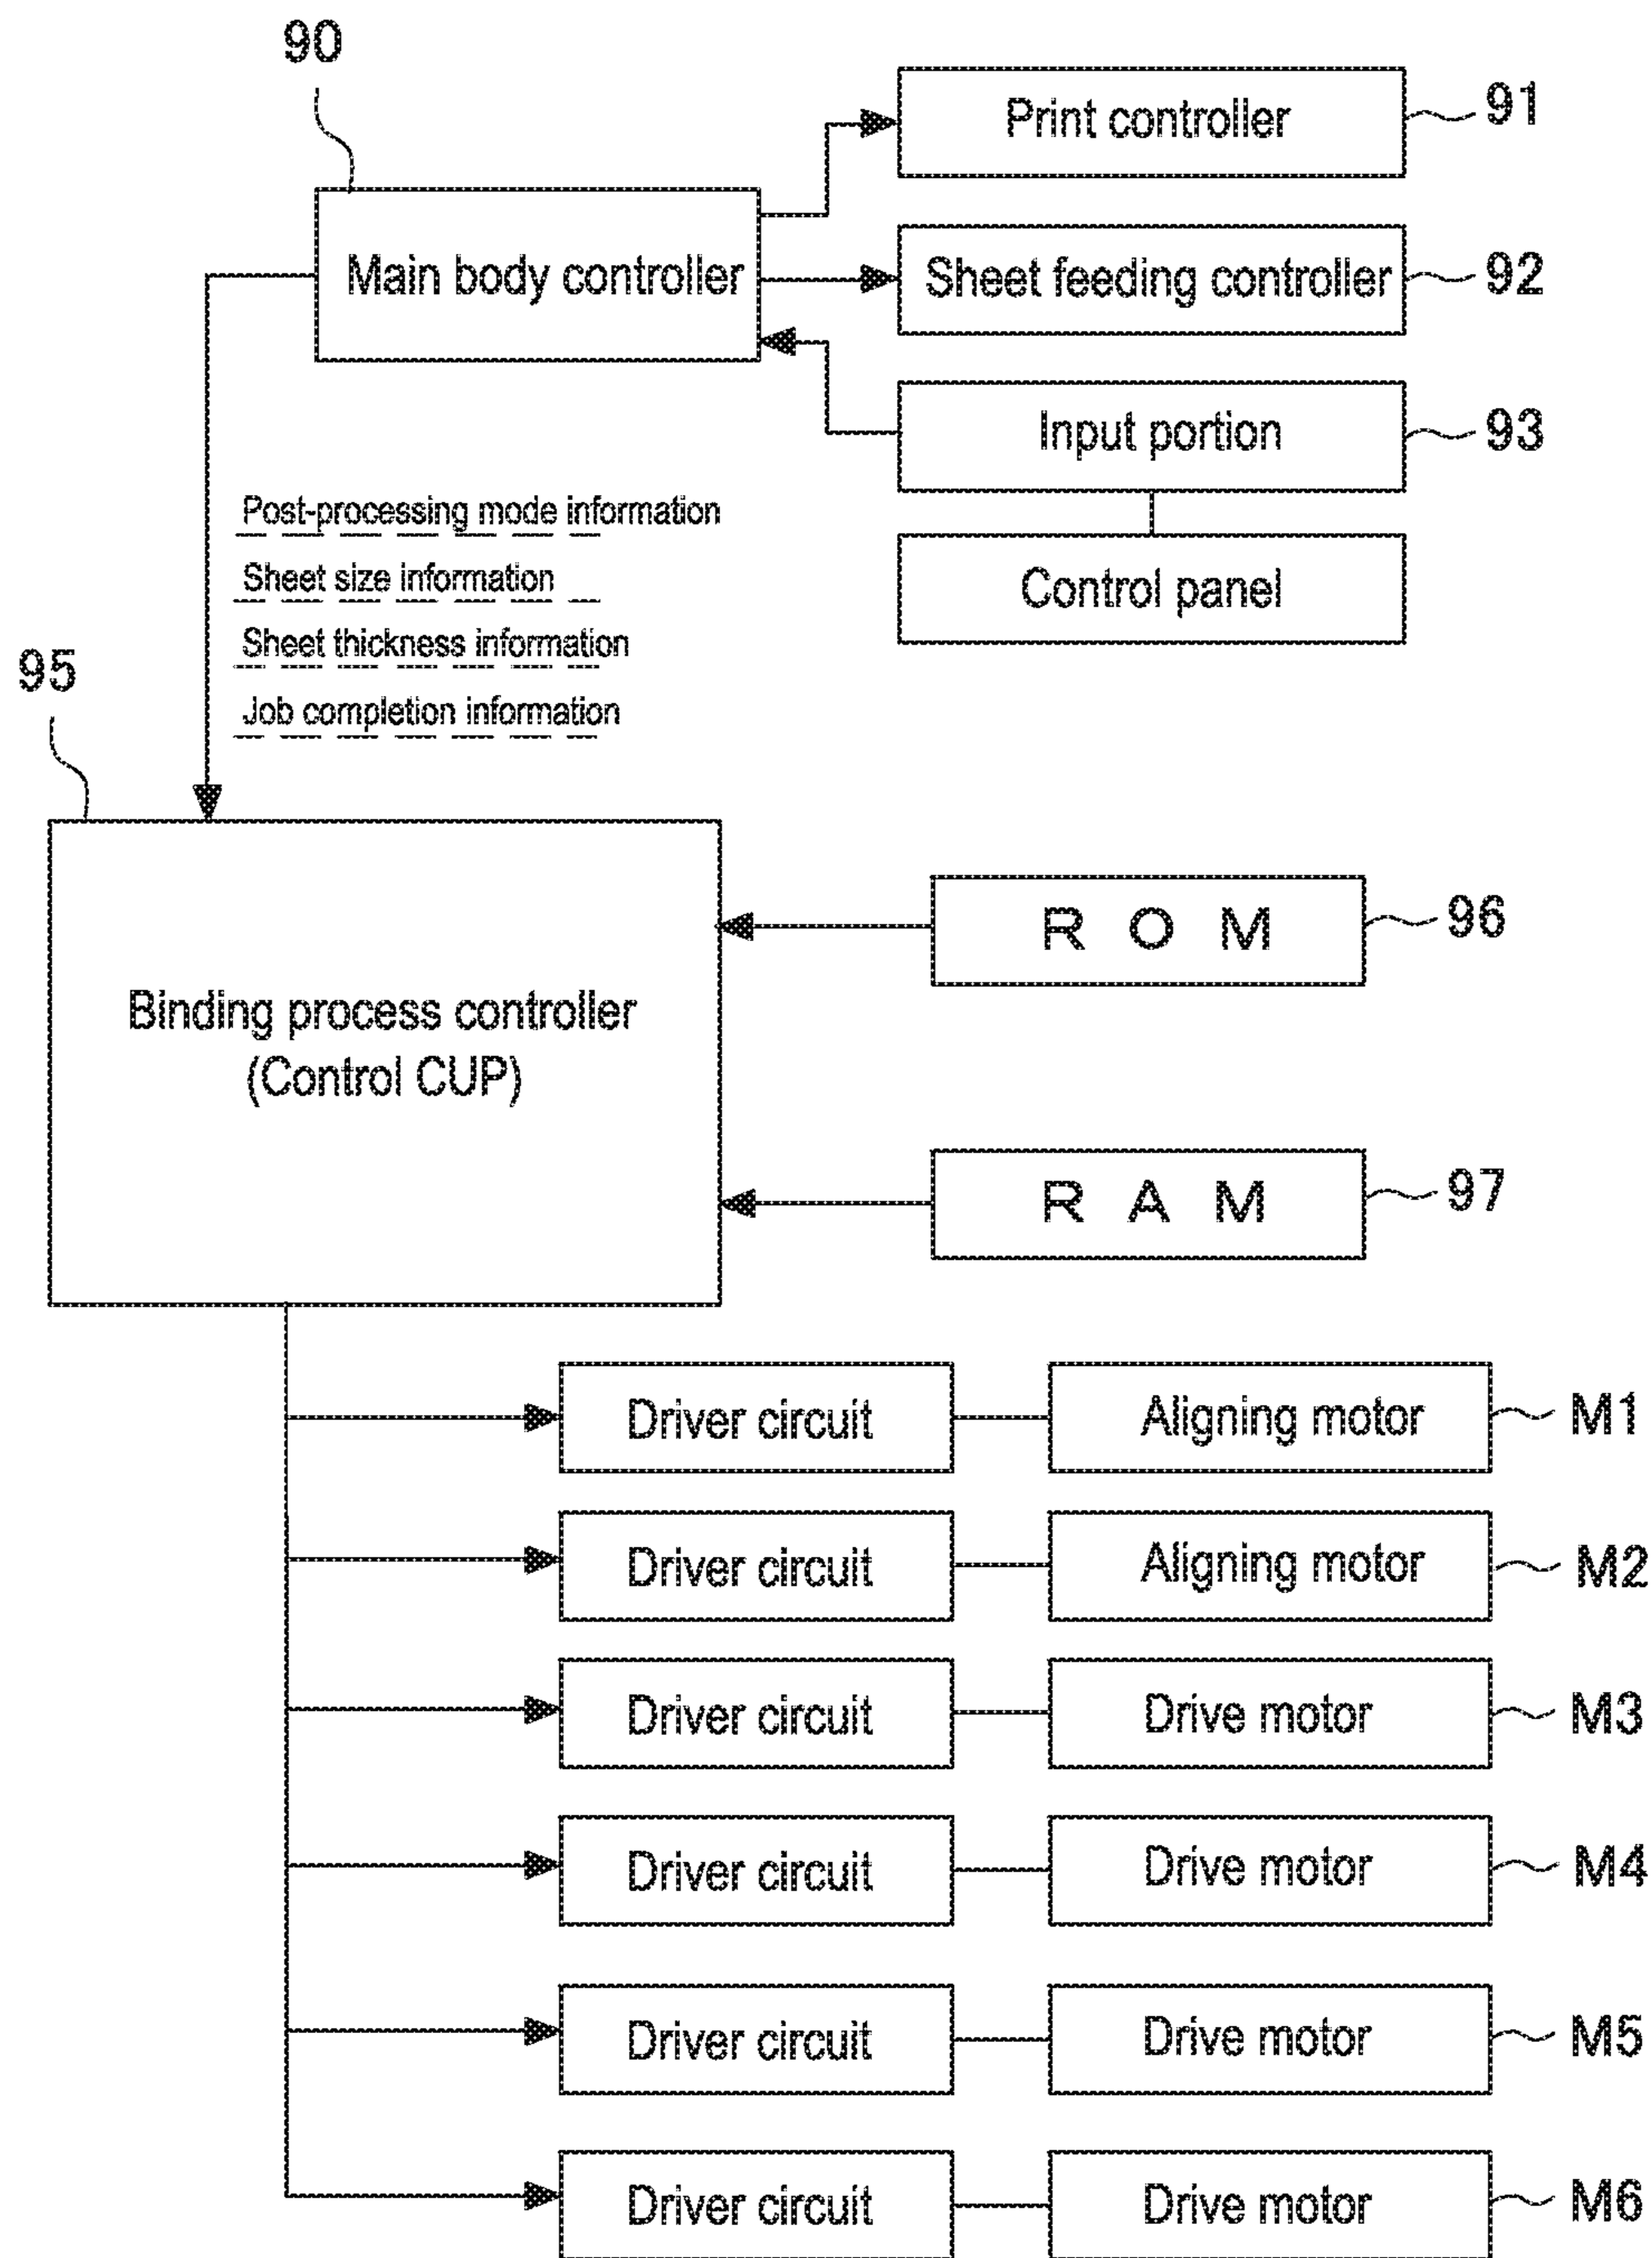 90
Print controller
91
Main body controller
Sheet feeding controller
92
Input portion
93
Control panel
Post-processing mode information
Sheet size information
Sheet thickness information
Job completion information
95
Binding process controller
(Control CUP)
R O M
96
R A M
97
Driver circuit
Aligning motor
M1
Driver circuit
Aligning motor
M2
Driver circuit
Drive motor
M3
Driver circuit
Drive motor
M4
Driver circuit
Drive motor
M5
Driver circuit
Drive motor
M6